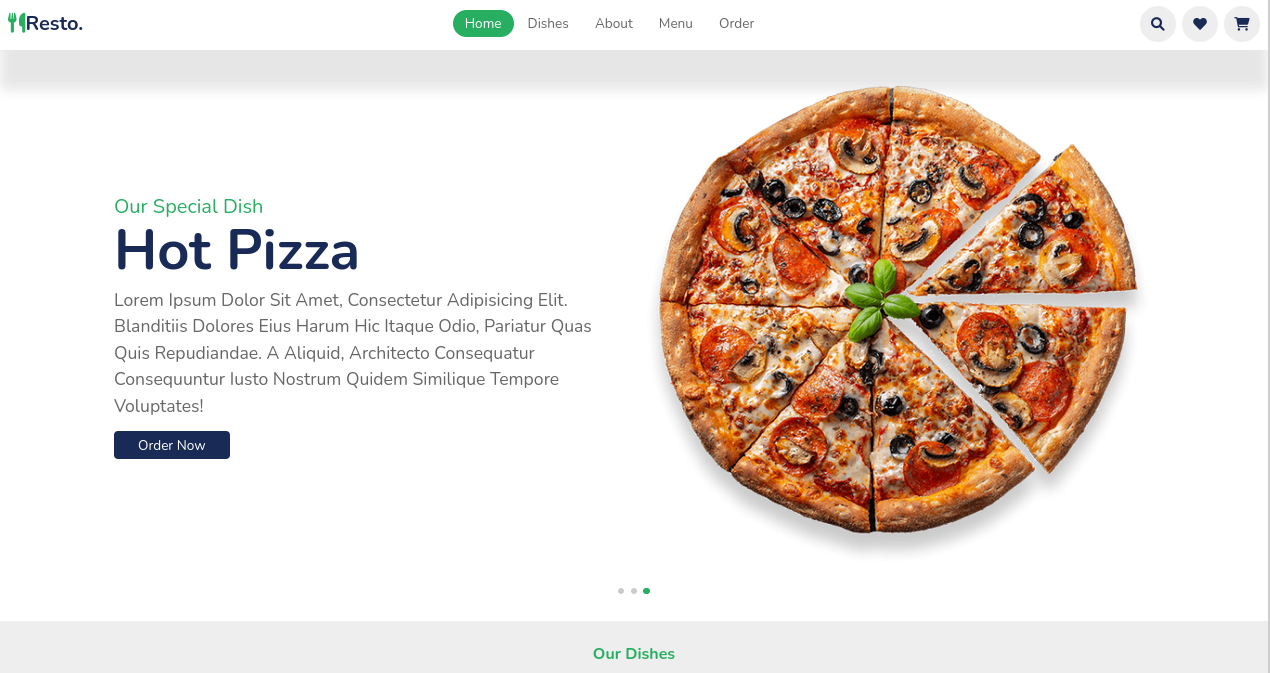 Resto.
Home
Dishes
About
Menu
Order
Our Special Dish
Hot Pizza
Lorem Ipsum Dolor Sit Amet, Consectetur Adipisicing Elit.
Blanditiis Dolores Eius Harum Hic Itaque Odio, Pariatur Quas
Quis Repudiandae. A Aliquid, Architecto Consequatur
Consequuntur Iusto Nostrum Quidem Similique Tempore
Voluptates!
Order Now
Our Dishes